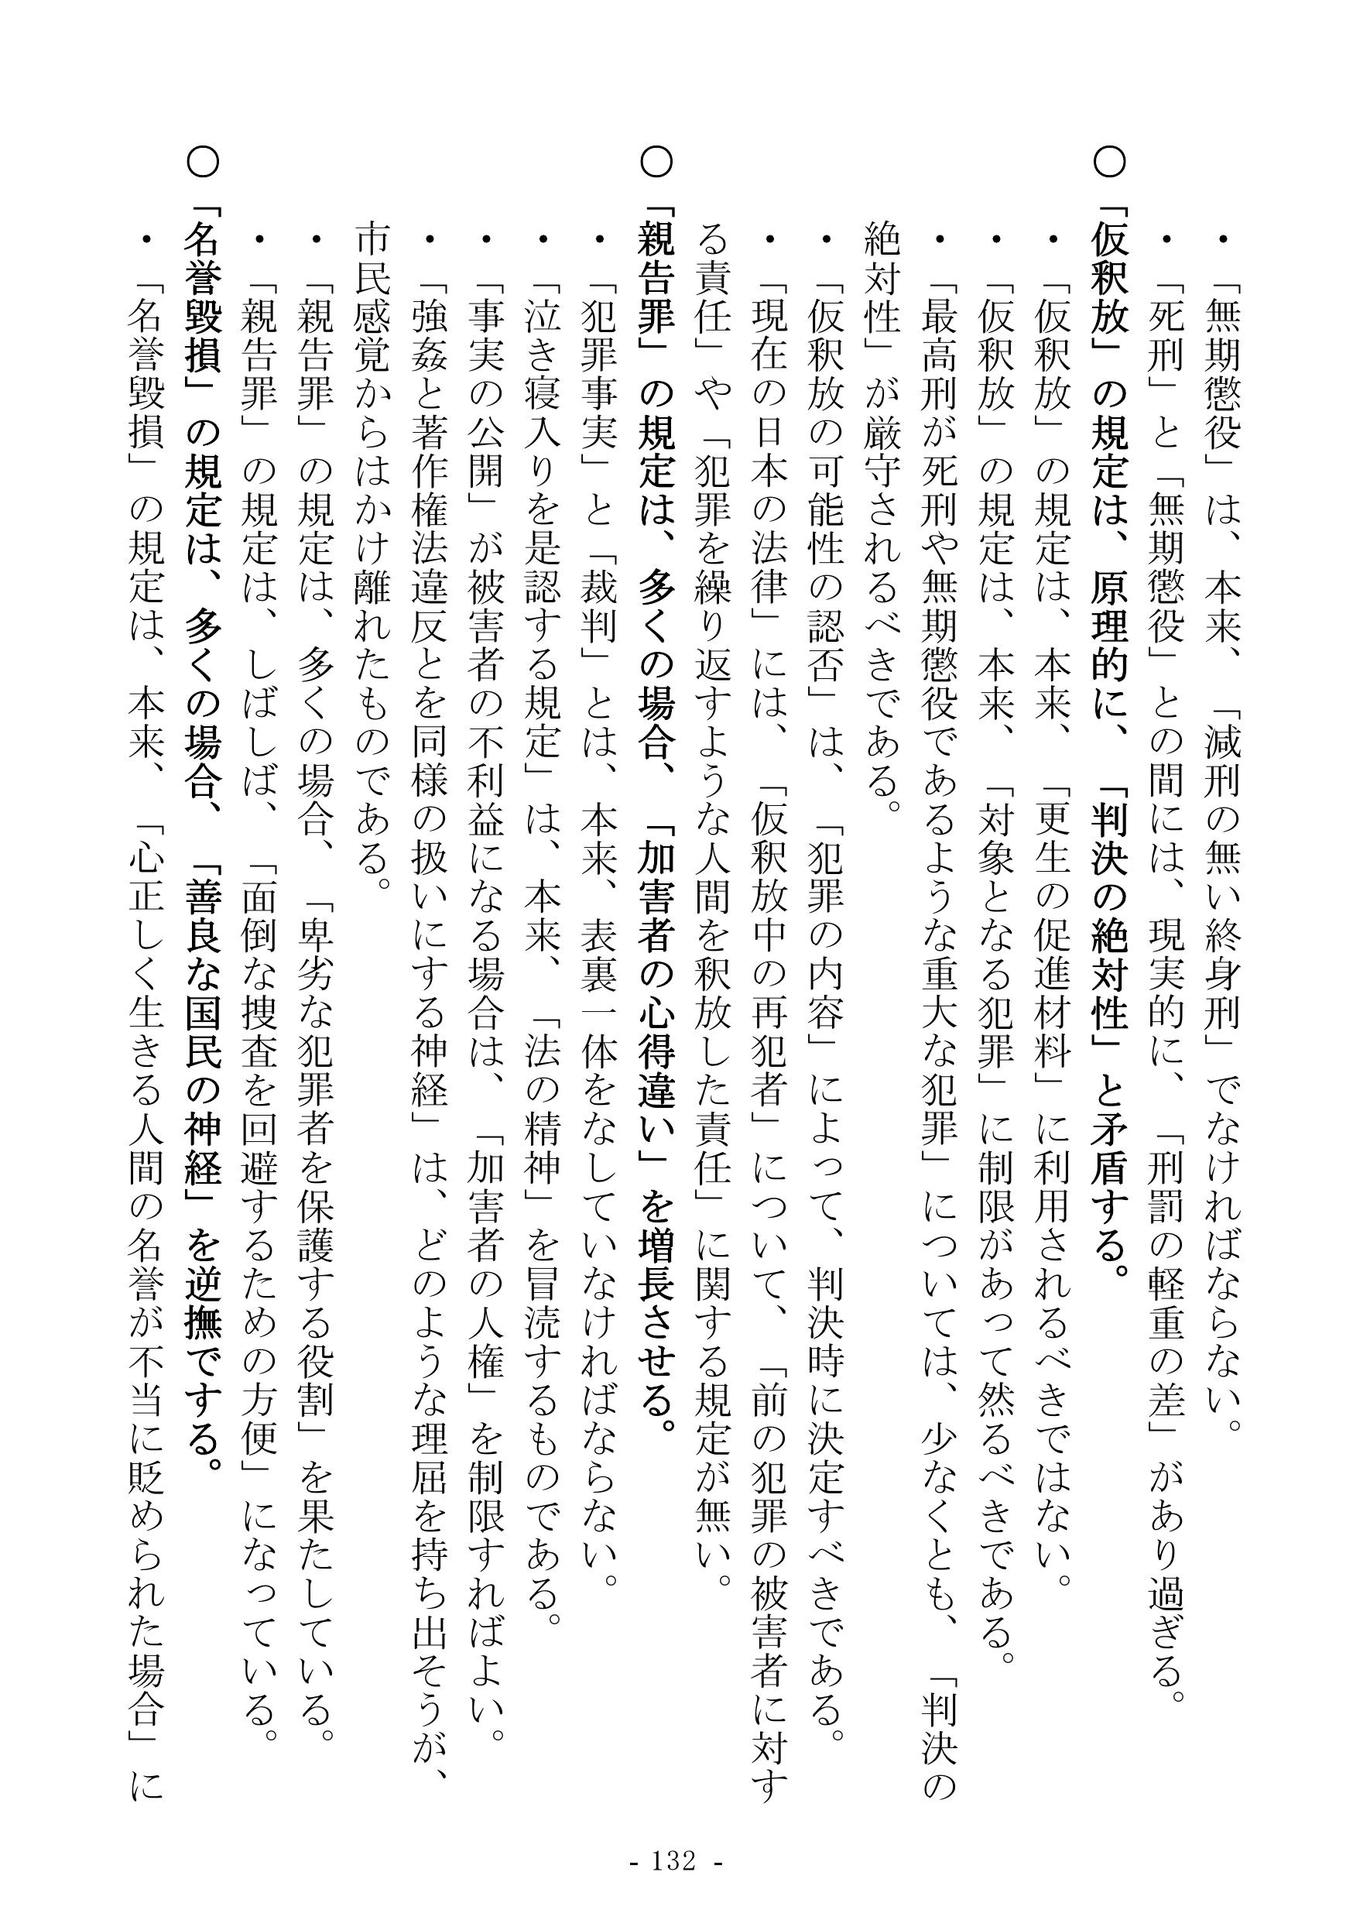 ・「無期懲役」は、本来、「減刑の無い終身刑」でなければならない。
・「死刑」と「無期懲役」との間には、現実的に、「刑罰の軽重の差」があり過ぎる。
○「仮釈放」の規定は、原理的に、「判決の絶対性」と矛盾する。
・「仮釈放」の規定は、本来、「更生の促進材料」に利用されるべきではない。
・「仮釈放」の規定は、本来、「対象となる犯罪」に制限があって然るべきである。
・「最高刑が死刑や無期懲役であるような重大な犯罪」については、少なくとも、「判決の
絶対性」が厳守されるべきである。
・「仮釈放の可能性の認否」は、「犯罪の内容」によって、判決時に決定すべきである。
・「現在の日本の法律」には、「仮釈放中の再犯者」について、「前の犯罪の被害者に対す
る責任」や「犯罪を繰り返すような人間を釈放した責任」に関する規定が無い。
○「親告罪」の規定は、多くの場合、「加害者の心得違い」を増長させる。
・「犯罪事実」と「裁判」とは、本来、表裏一体をなしていなければならない。
・「泣き寝入りを是認する規定」は、本来、「法の精神」を冒涜するものである。
・「事実の公開」が被害者の不利益になる場合は、「加害者の人権」を制限すればよい。
・「強姦と著作権法違反とを同様の扱いにする神経」は、どのような理屈を持ち出そうが、
市民感覚からはかけ離れたものである。
・「親告罪」の規定は、多くの場合、「卑劣な犯罪者を保護する役割」を果たしている。
・「親告罪」の規定は、しばしば、「面倒な捜査を回避するための方便」になっている。
○「名誉毀損」の規定は、多くの場合、「善良な国民の神経」を逆撫でする。
・「名誉毀損」の規定は、本来、「心正しく生きる人間の名誉が不当に貶められた場合」に
- 132 -